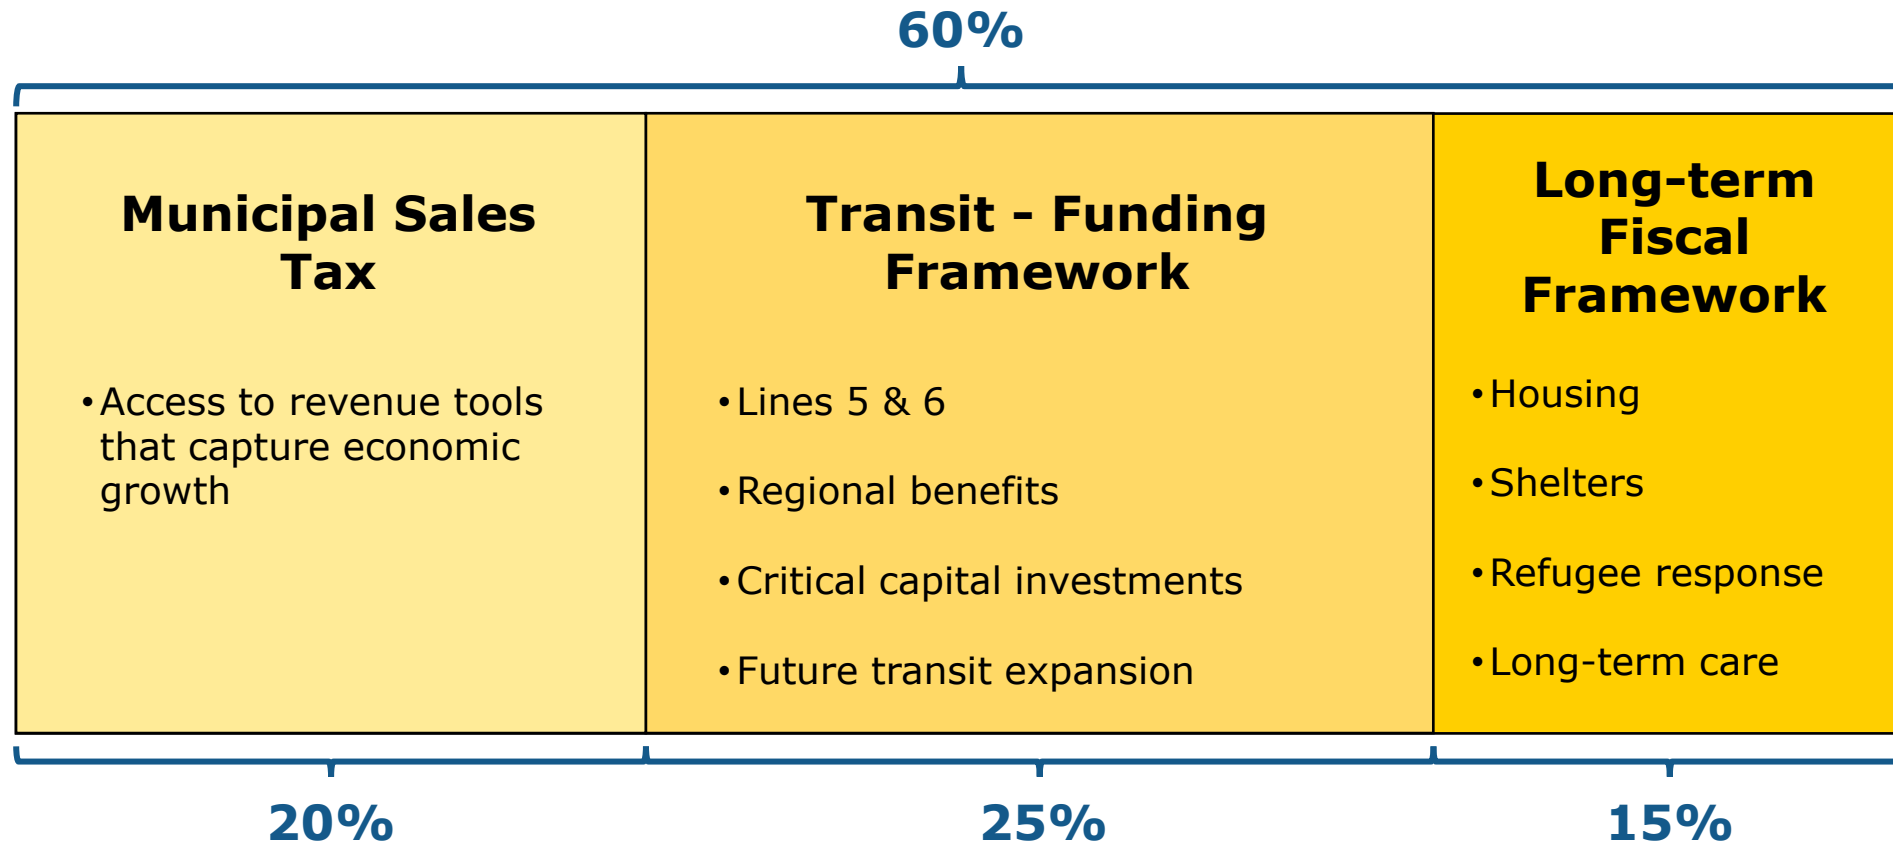 60%
Municipal Sales
Tax
•Access to revenue tools
that capture economic
growth
Transit - Funding
Framework
•Lines 5 & 6
•Regional benefits
•Critical capital investments
•Future transit expansion
Long-term
Fiscal
Framework
•Housing
•Shelters
•Refugee response
•Long-term care
20%
25%
15%